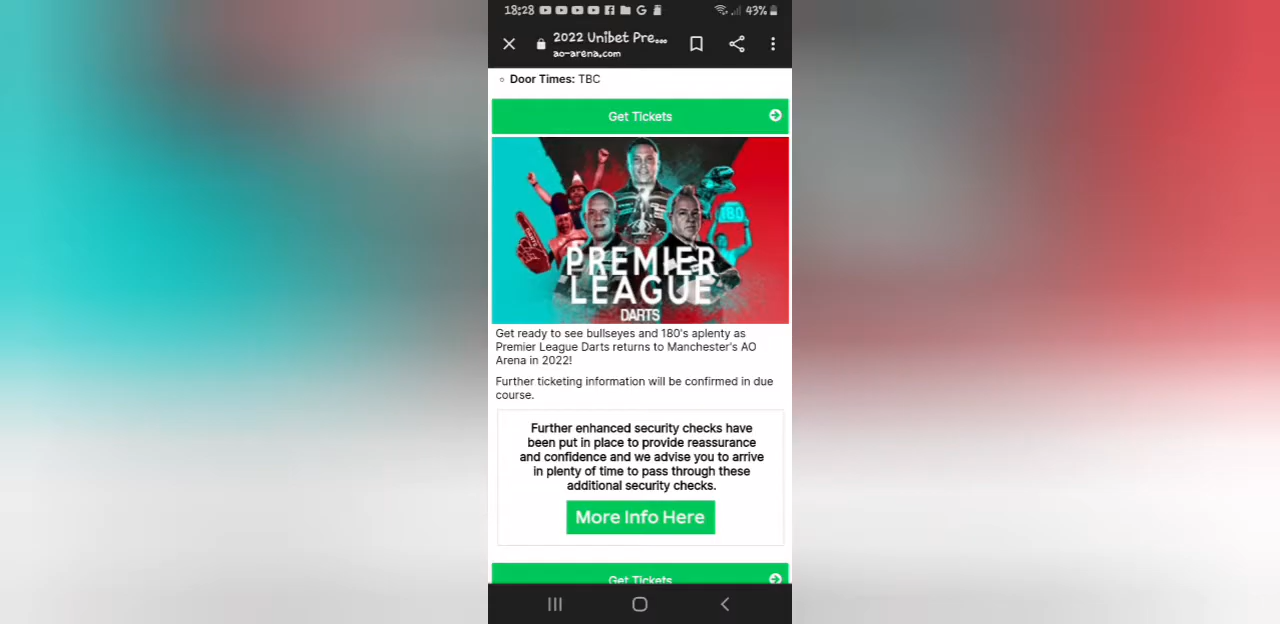 18:28
43%
2022 Unibet Pre...
ao-arena.com
Door Times: TBC
Get Tickets
DARTS
180
PREMIER
LEAGUE
DARTS
Get ready to see bullseyes and 180's aplenty as
Premier League Darts returns to Manchester's AO
Arena in 2022!
Further ticketing information will be confirmed in due
course.
Further enhanced security checks have
been put in place to provide reassurance
and confidence and we advise you to arrive
in plenty of time to pass through these
additional security checks.
More Info Here
Get Tickets